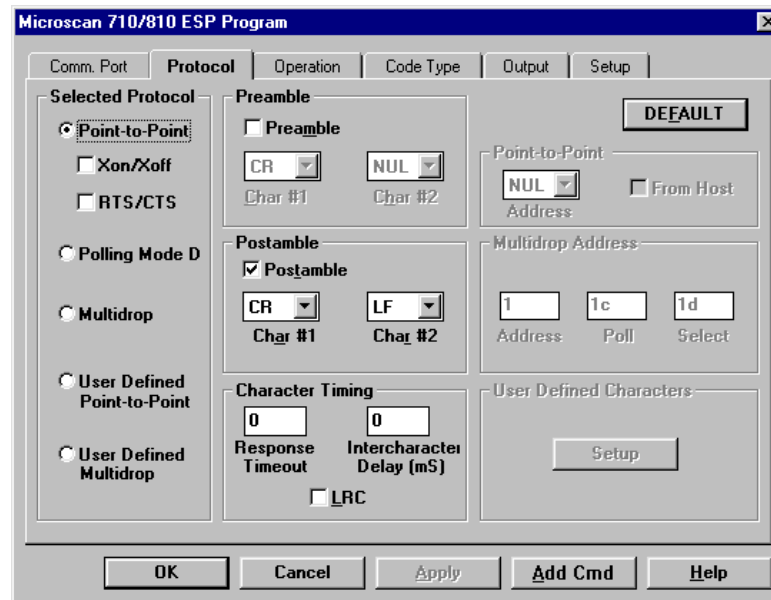 Microscan 710/810 ESP Program
Comm. Port Protocol Operation Code Type Output Setup
Selected Protocol
Point-to-Point
Xon/Xoff
RTS/CTS
Polling Mode D
Multidrop
User Defined
Point-to-Point
User Defined
Multidrop
Preamble
Preamble
CR NUL
Char #1 Char #2
Postamble
Postamble
CR LF
Char #1 Char #2
Character Timing
0 0
Response Timeout
Intercharacter Delay (mS)
LRC
DEFAULT
Point-to-Point
NUL From Host
Address
Multidrop Address
1 1c 1d
Address Poll Select
User Defined Characters
Setup
OK Cancel Apply Add Cmd Help